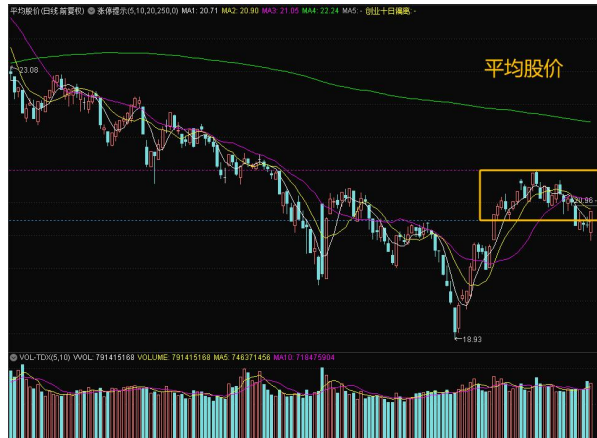 平均股价(日线.前复权) 涨停提示(5,10,20,250,0) MA1: 20.71 MA2: 20.90 MA3: 21.05 MA4: 22.24 MA5: - 创业十日偏离 -
23.08
平均股价
20.96
18.93
VOL-TDX(5,10) VVOL: 791415168 VOLUME: 791415168 MA5: 746371456 MA10: 716475904